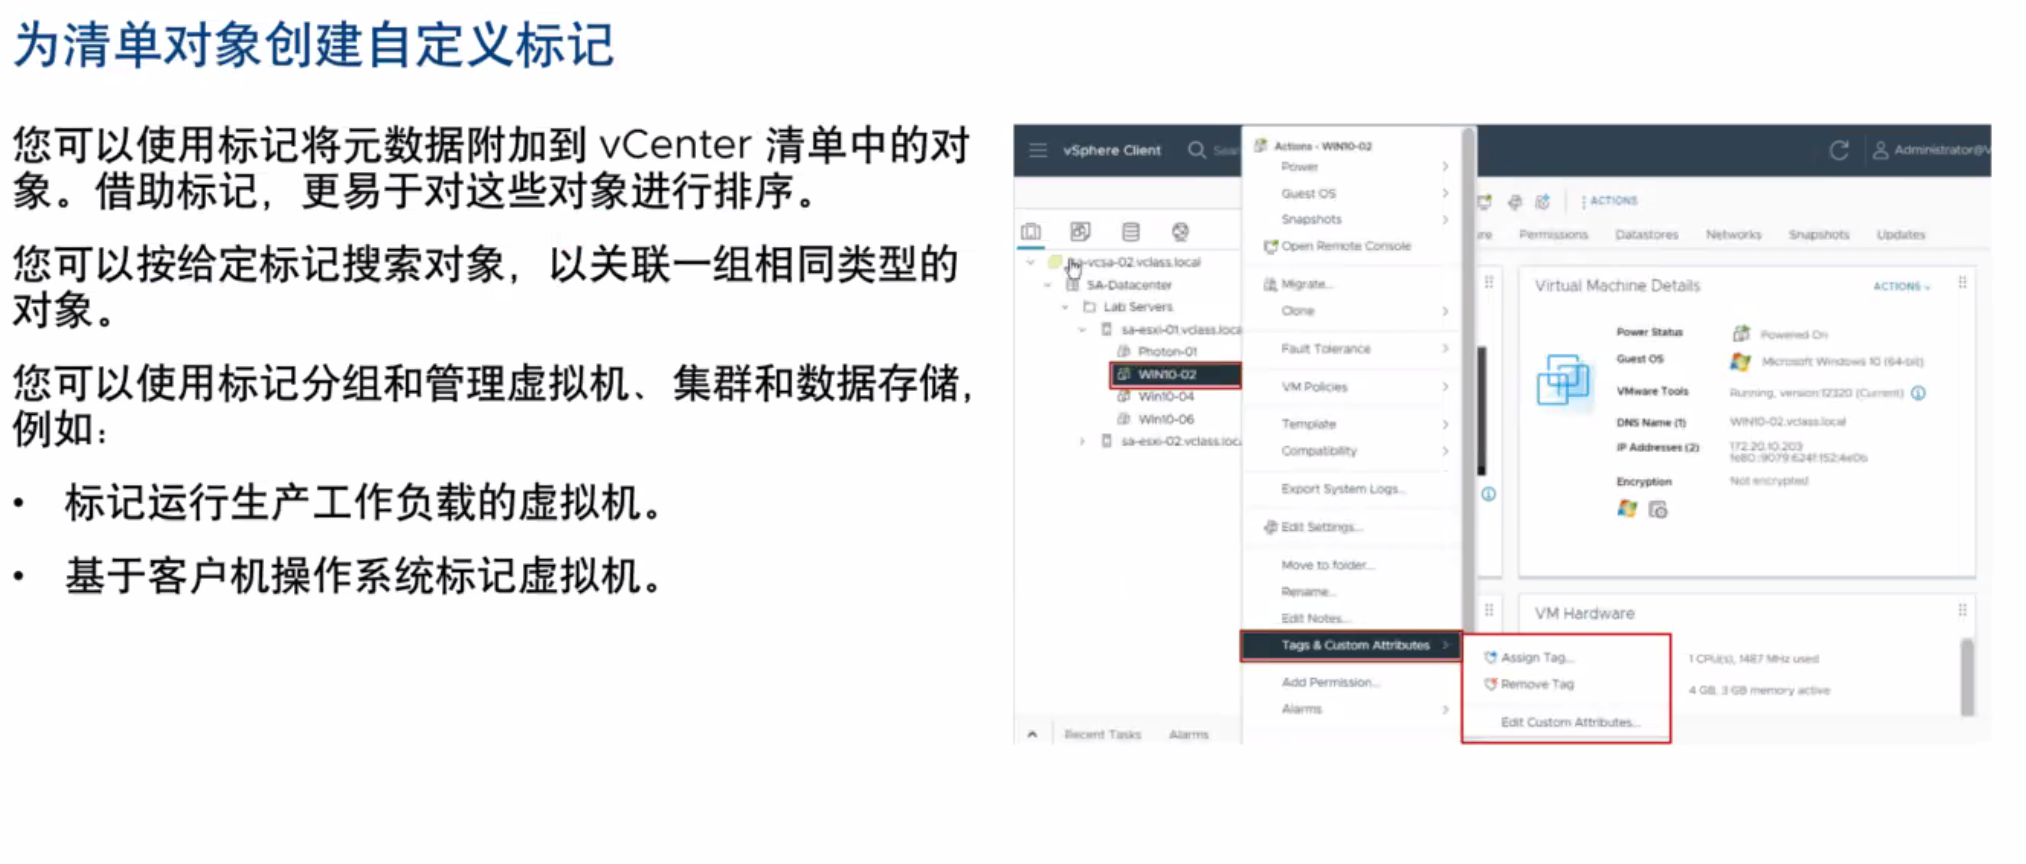 为清单对象创建自定义标记
您可以使用标记将元数据附加到 vCenter 清单中的对
象。借助标记，更易于对这些对象进行排序。
您可以按给定标记搜索对象，以关联一组相同类型的
对象。
您可以使用标记分组和管理虚拟机、集群和数据存储，
例如：
• 标记运行生产工作负载的虚拟机。
• 基于客户机操作系统标记虚拟机。
vSphere Client
Administrator@V
ACTIONS
Permissions Datastores Networks Snapshots Updates
sa-vcsa-02.vclass.local
SA-Datacenter
Lab Servers
sa-esxi-01.vclass.loca
Photon-01
WIN10-02
Win10-04
Win10-06
sa-esxi-02.vclass.loc
Recent Tasks Alarms
Actions - WIN10-02
Power
Guest OS
Snapshots
Open Remote Console
Migrate...
Clone
Fault Tolerance
VM Policies
Template
Compatibility
Export System Logs...
Edit Settings...
Move to folder...
Rename...
Edit Notes...
Tags & Custom Attributes
Add Permission...
Alarms
Assign Tag...
Remove Tag
Edit Custom Attributes...
Virtual Machine Details ACTIONS
Power Status Powered On
Guest OS Microsoft Windows 10 (64-bit)
VMware Tools Running, version:12320 (Current)
DNS Name (1) WIN10-02.vclass.local
IP Addresses (2) 172.20.10.203
fe80::9079:6241:f152:4e0b
Encryption Not encrypted
VM Hardware
1 CPU(s), 1487 MHz used
4 GB, 3 GB memory active